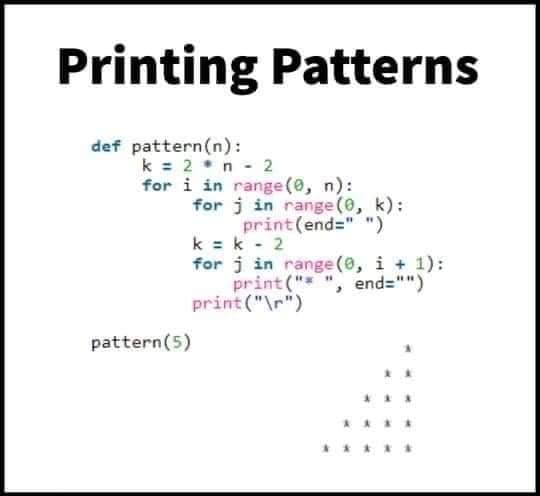 Printing Patterns
def pattern(n):
    k = 2 * n - 2
    for i in range(0, n):
        for j in range(0, k):
            print(end=" ")
        k = k - 2
        for j in range(0, i + 1):
            print("* ", end="")
        print("\r")
pattern(5)
        *
      * *
    * * *
  * * * *
* * * * *